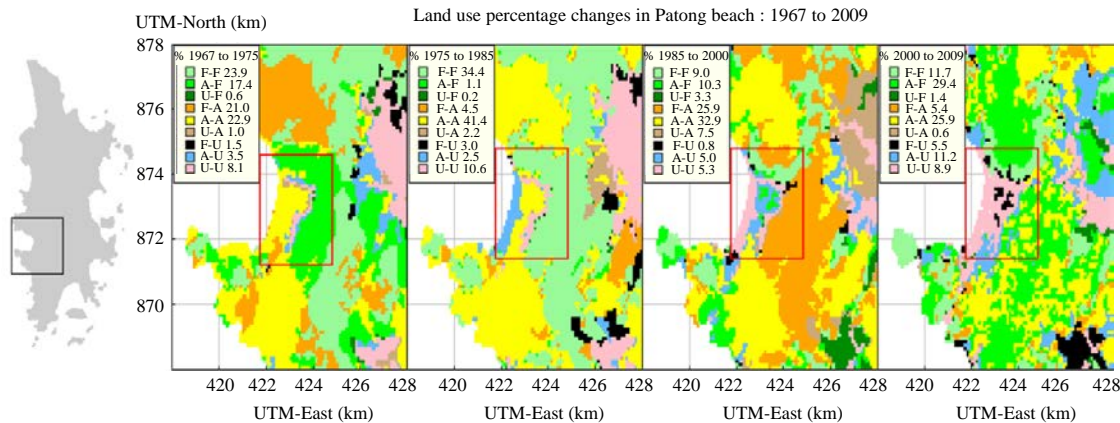 Land use percentage changes in Patong beach : 1967 to 2009
UTM-North (km)
878
876
874
872
870
% 1967 to 1975
F-F 23.9
A-F 17.4
U-F 0.6
F-A 21.0
A-A 22.9
U-A 1.0
F-U 1.5
A-U 3.5
U-U 8.1
% 1975 to 1985
F-F 34.4
A-F 1.1
U-F 0.2
F-A 4.5
A-A 41.4
U-A 2.2
F-U 3.0
A-U 2.5
U-U 10.6
% 1985 to 2000
F-F 9.0
A-F 10.3
U-F 3.3
F-A 25.9
A-A 32.9
U-A 7.5
F-U 0.8
A-U 5.0
U-U 5.3
% 2000 to 2009
F-F 11.7
A-F 29.4
U-F 1.4
F-A 5.4
A-A 25.9
U-A 0.6
F-U 5.5
A-U 11.2
U-U 8.9
420 422 424 426 428
420 422 424 426 428
420 422 424 426 428
420 422 424 426 428
UTM-East (km)
UTM-East (km)
UTM-East (km)
UTM-East (km)